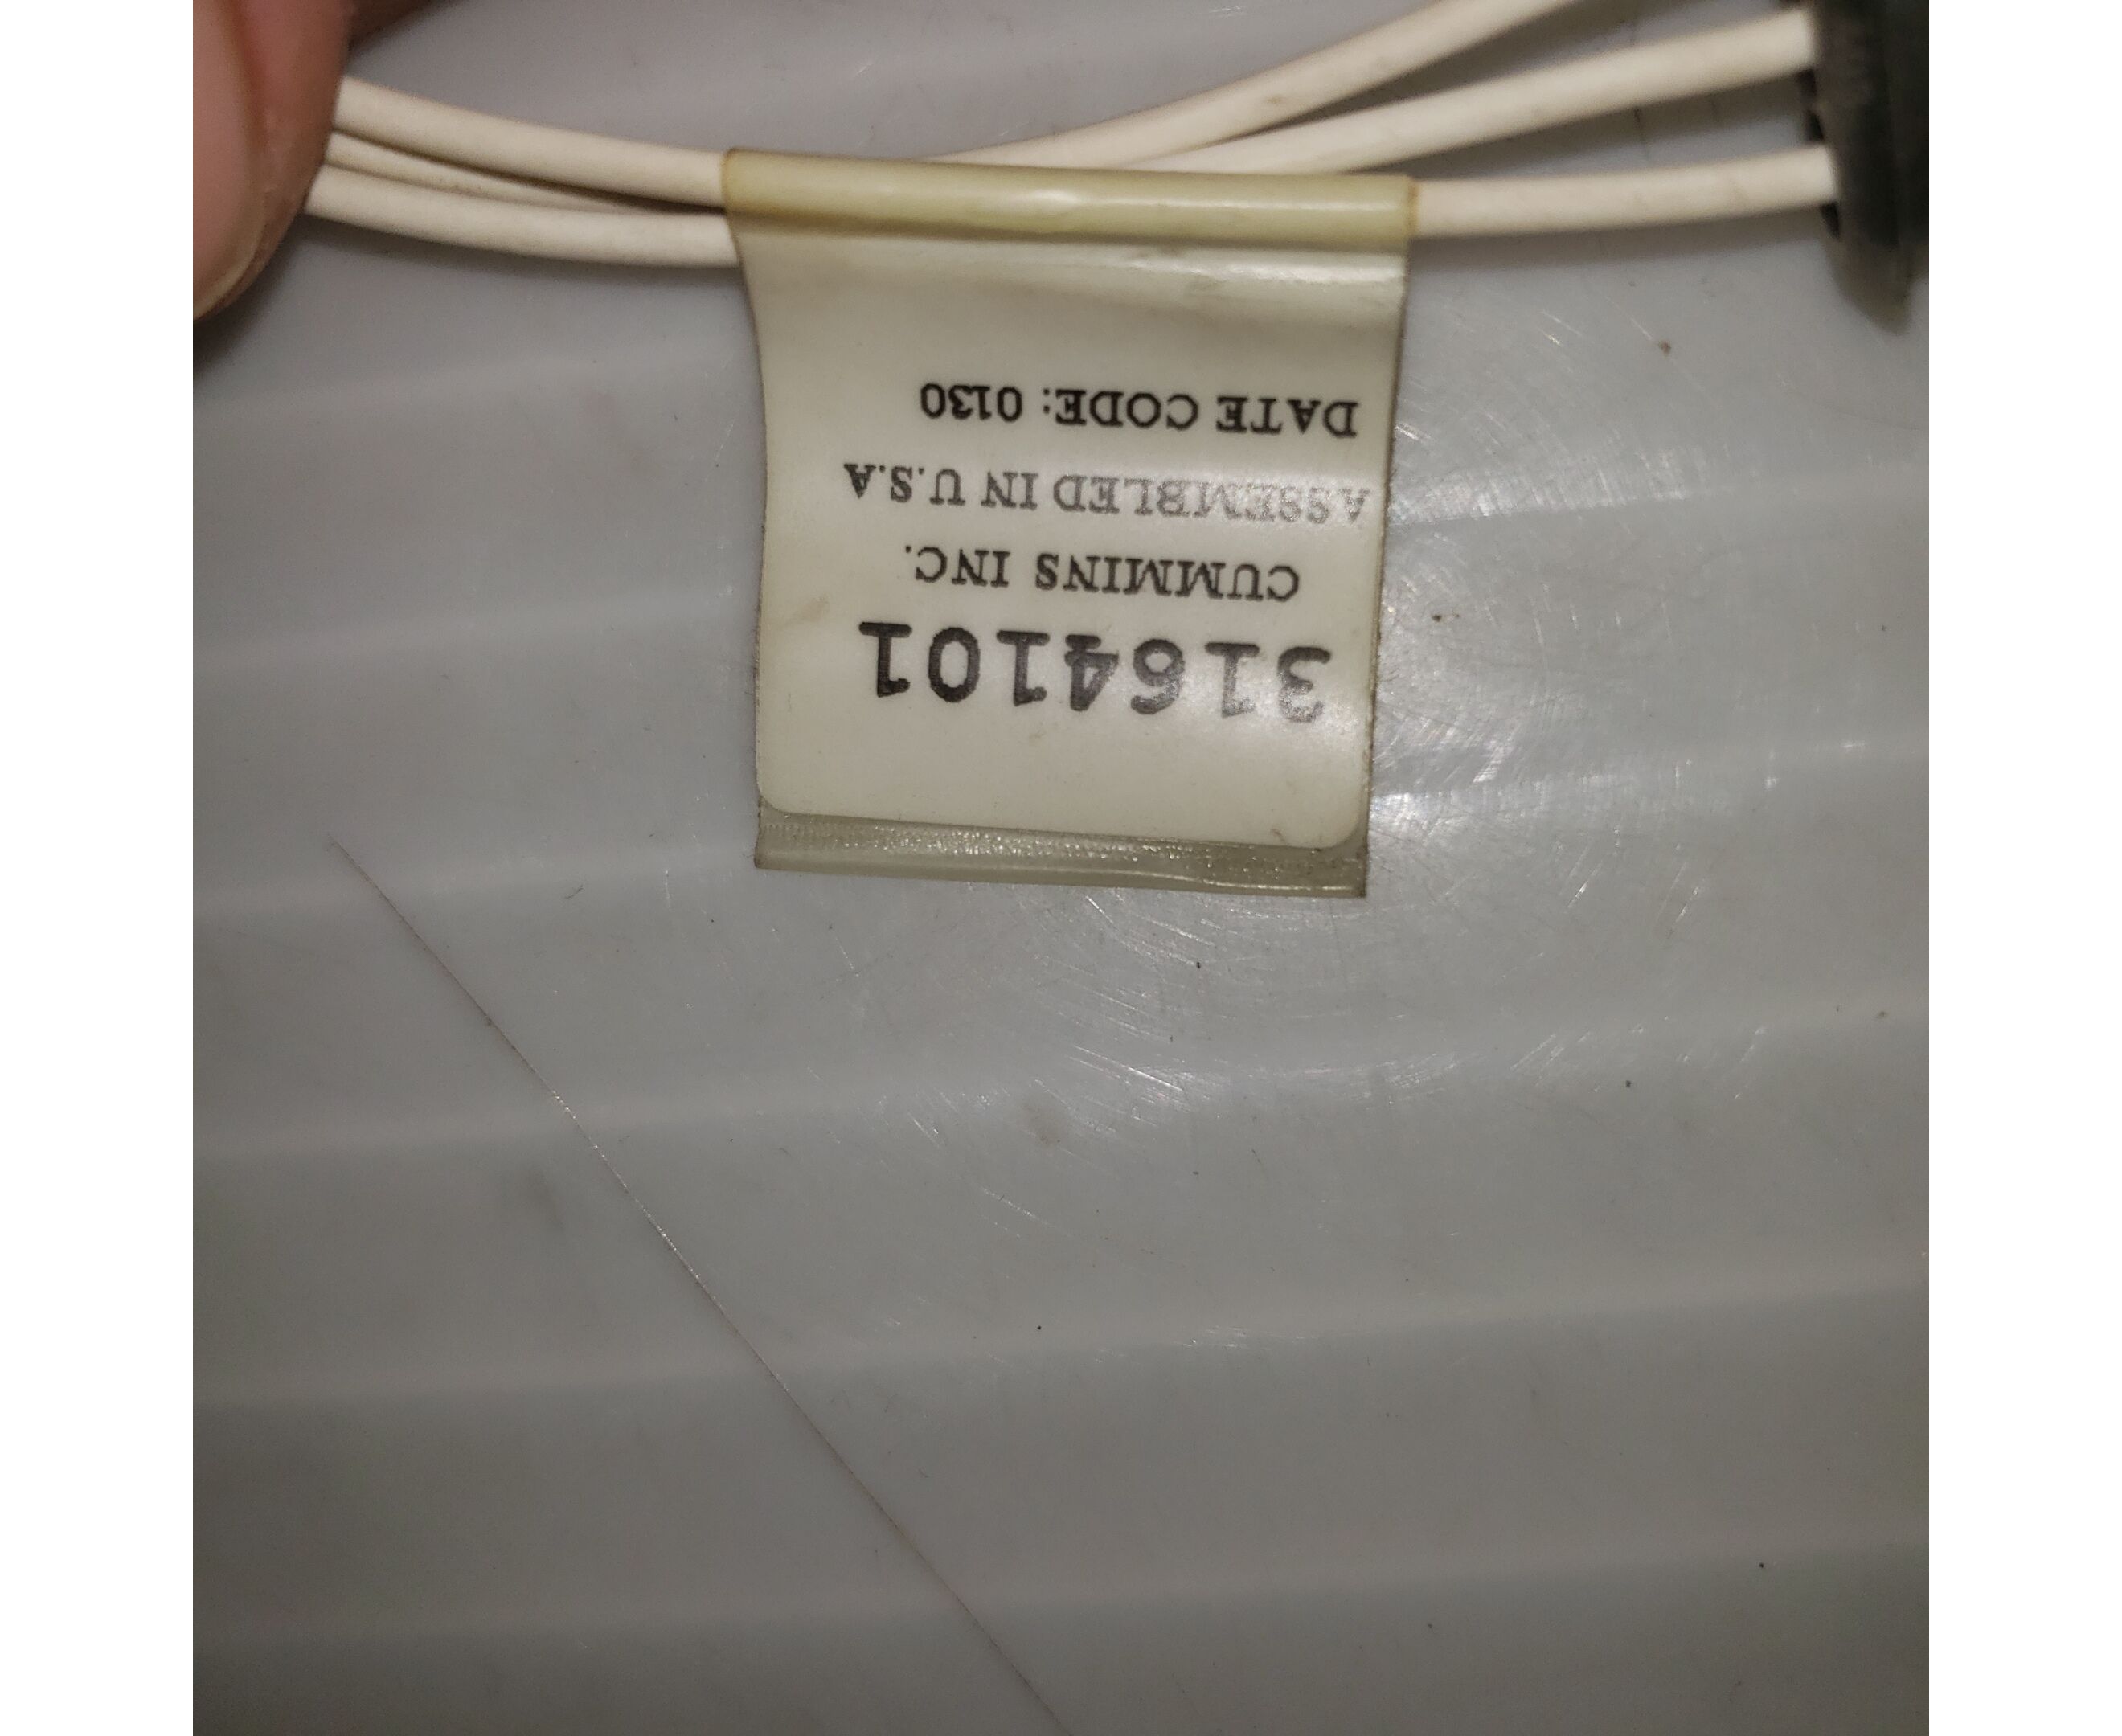 3164101
CUMMINS INC.
ASSEMBLED IN U.S.A
DATE CODE: 0130